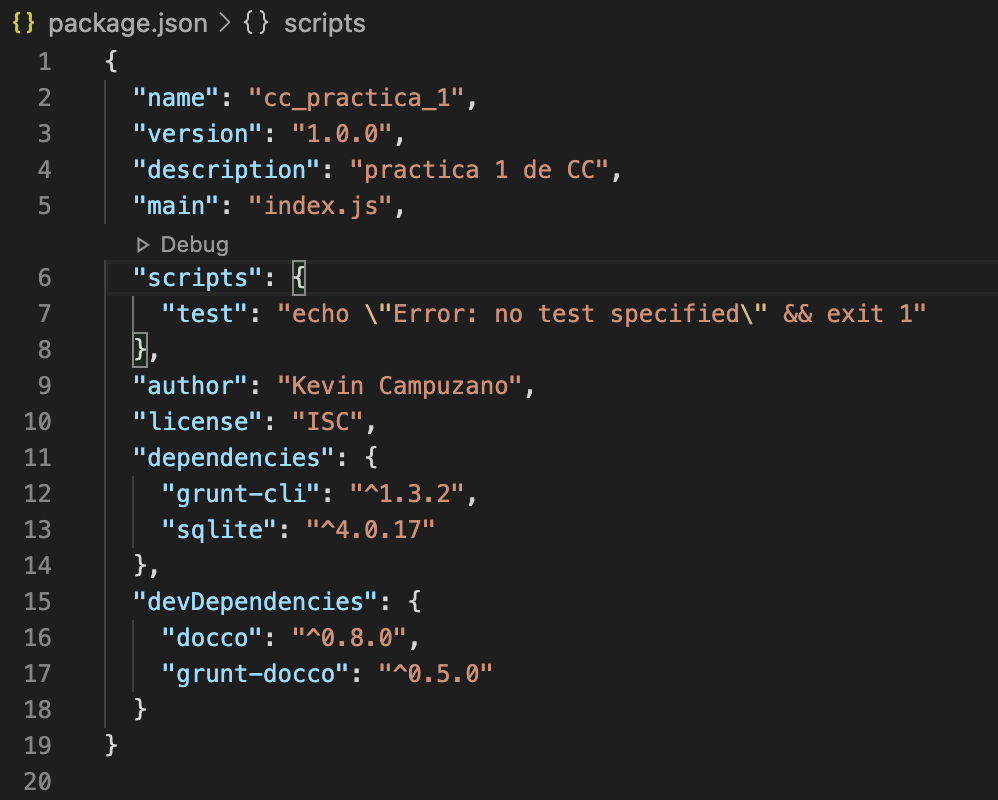 {} package.json > {} scripts
1 {
2 "name": "cc_practica_1",
3 "version": "1.0.0",
4 "description": "practica 1 de CC",
5 "main": "index.js",
Debug
6 "scripts": {
7 "test": "echo \"Error: no test specified\" && exit 1"
8 },
9 "author": "Kevin Campuzano",
10 "license": "ISC",
11 "dependencies": {
12 "grunt-cli": "^1.3.2",
13 "sqlite": "^4.0.17"
14 },
15 "devDependencies": {
16 "docco": "^0.8.0",
17 "grunt-docco": "^0.5.0"
18 }
19 }
20